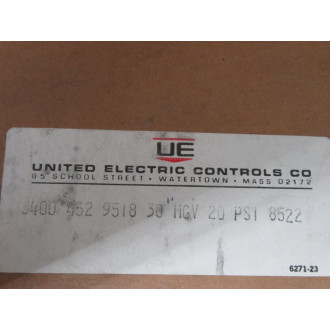 UE
UNITED ELECTRIC CONTROLS CO
85 SCHOOL STREET • WATERTOWN • MASS 02172
J400 452 9518 30"HGV 20 PSI 8522
6271-23